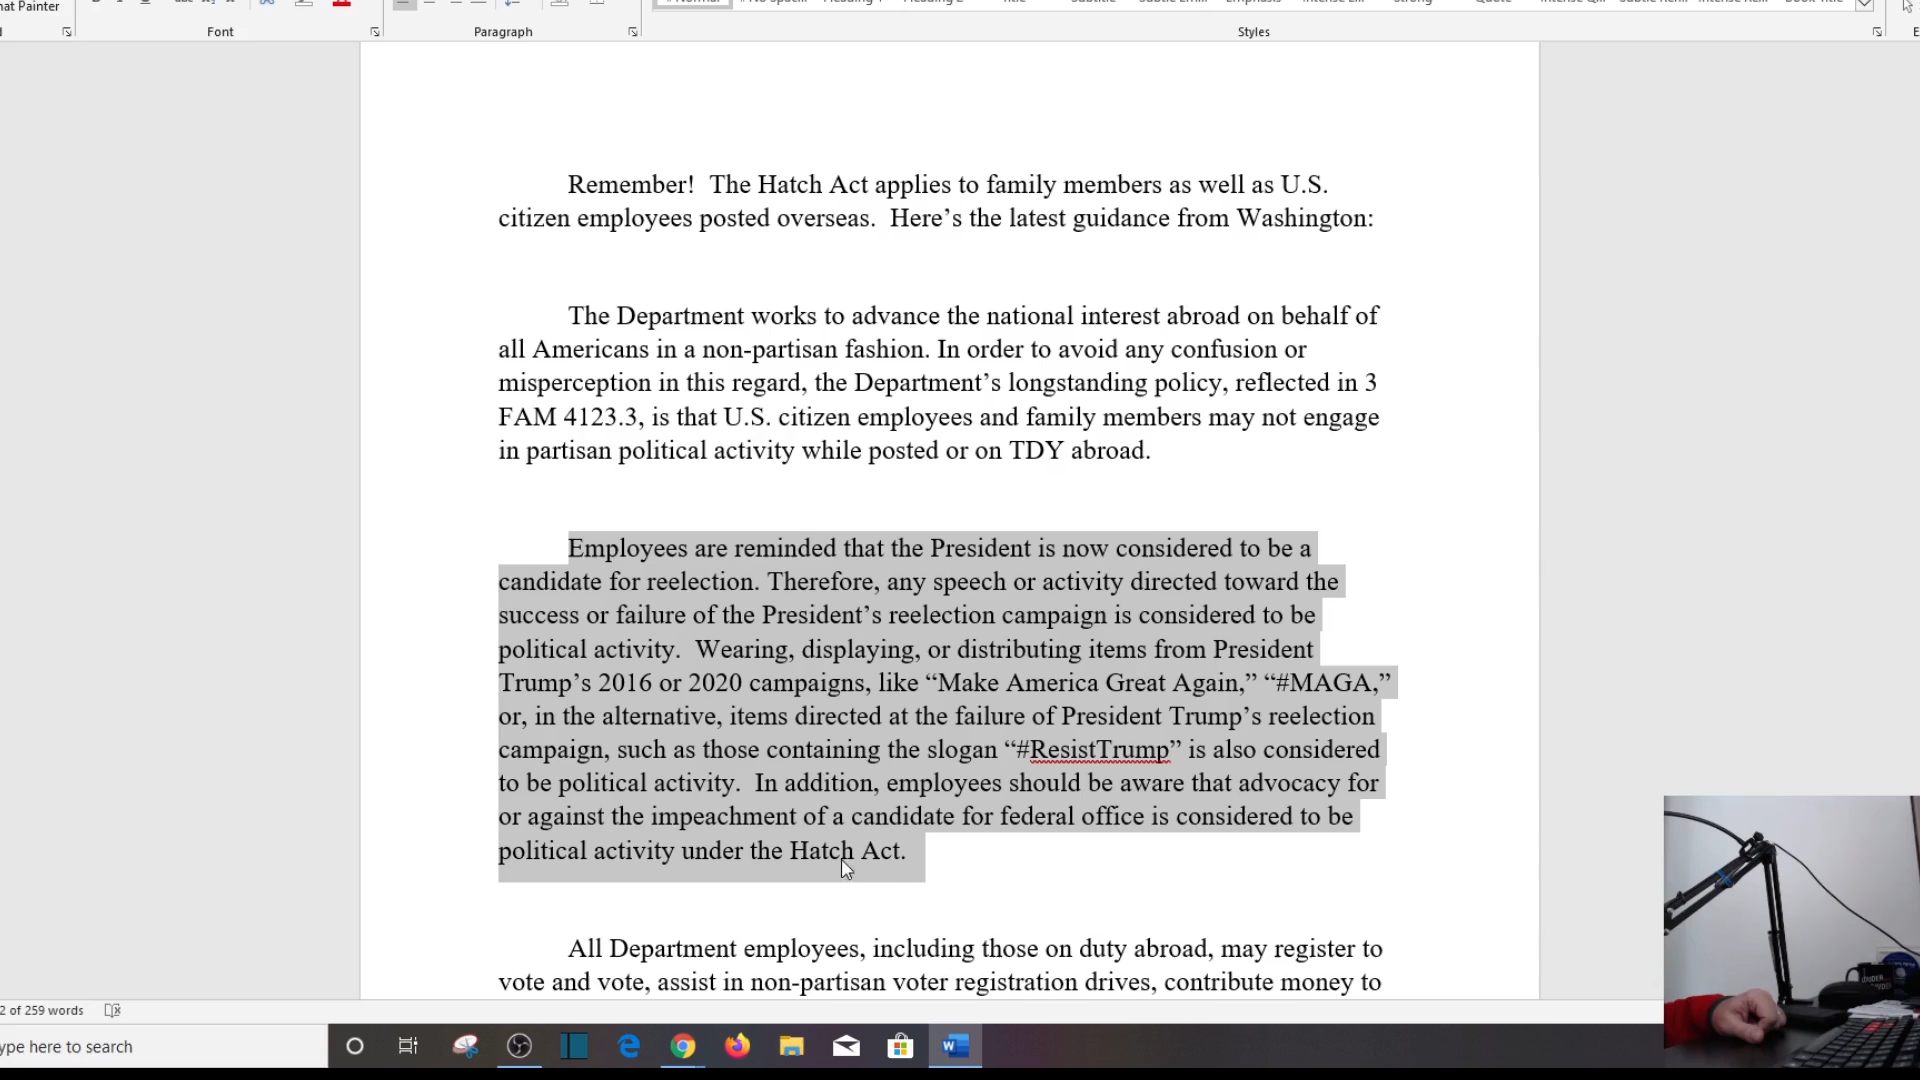 nat Painter
Font
Paragraph
Styles
Remember!  The Hatch Act applies to family members as well as U.S.
citizen employees posted overseas.  Here’s the latest guidance from Washington:
The Department works to advance the national interest abroad on behalf of
all Americans in a non-partisan fashion. In order to avoid any confusion or
misperception in this regard, the Department’s longstanding policy, reflected in 3
FAM 4123.3, is that U.S. citizen employees and family members may not engage
in partisan political activity while posted or on TDY abroad.
Employees are reminded that the President is now considered to be a
candidate for reelection. Therefore, any speech or activity directed toward the
success or failure of the President’s reelection campaign is considered to be
political activity.  Wearing, displaying, or distributing items from President
Trump’s 2016 or 2020 campaigns, like “Make America Great Again,” “#MAGA,”
or, in the alternative, items directed at the failure of President Trump’s reelection
campaign, such as those containing the slogan “#ResistTrump” is also considered
to be political activity.  In addition, employees should be aware that advocacy for
or against the impeachment of a candidate for federal office is considered to be
political activity under the Hatch Act.
All Department employees, including those on duty abroad, may register to
vote and vote, assist in non-partisan voter registration drives, contribute money to
2 of 259 words
ype here to search